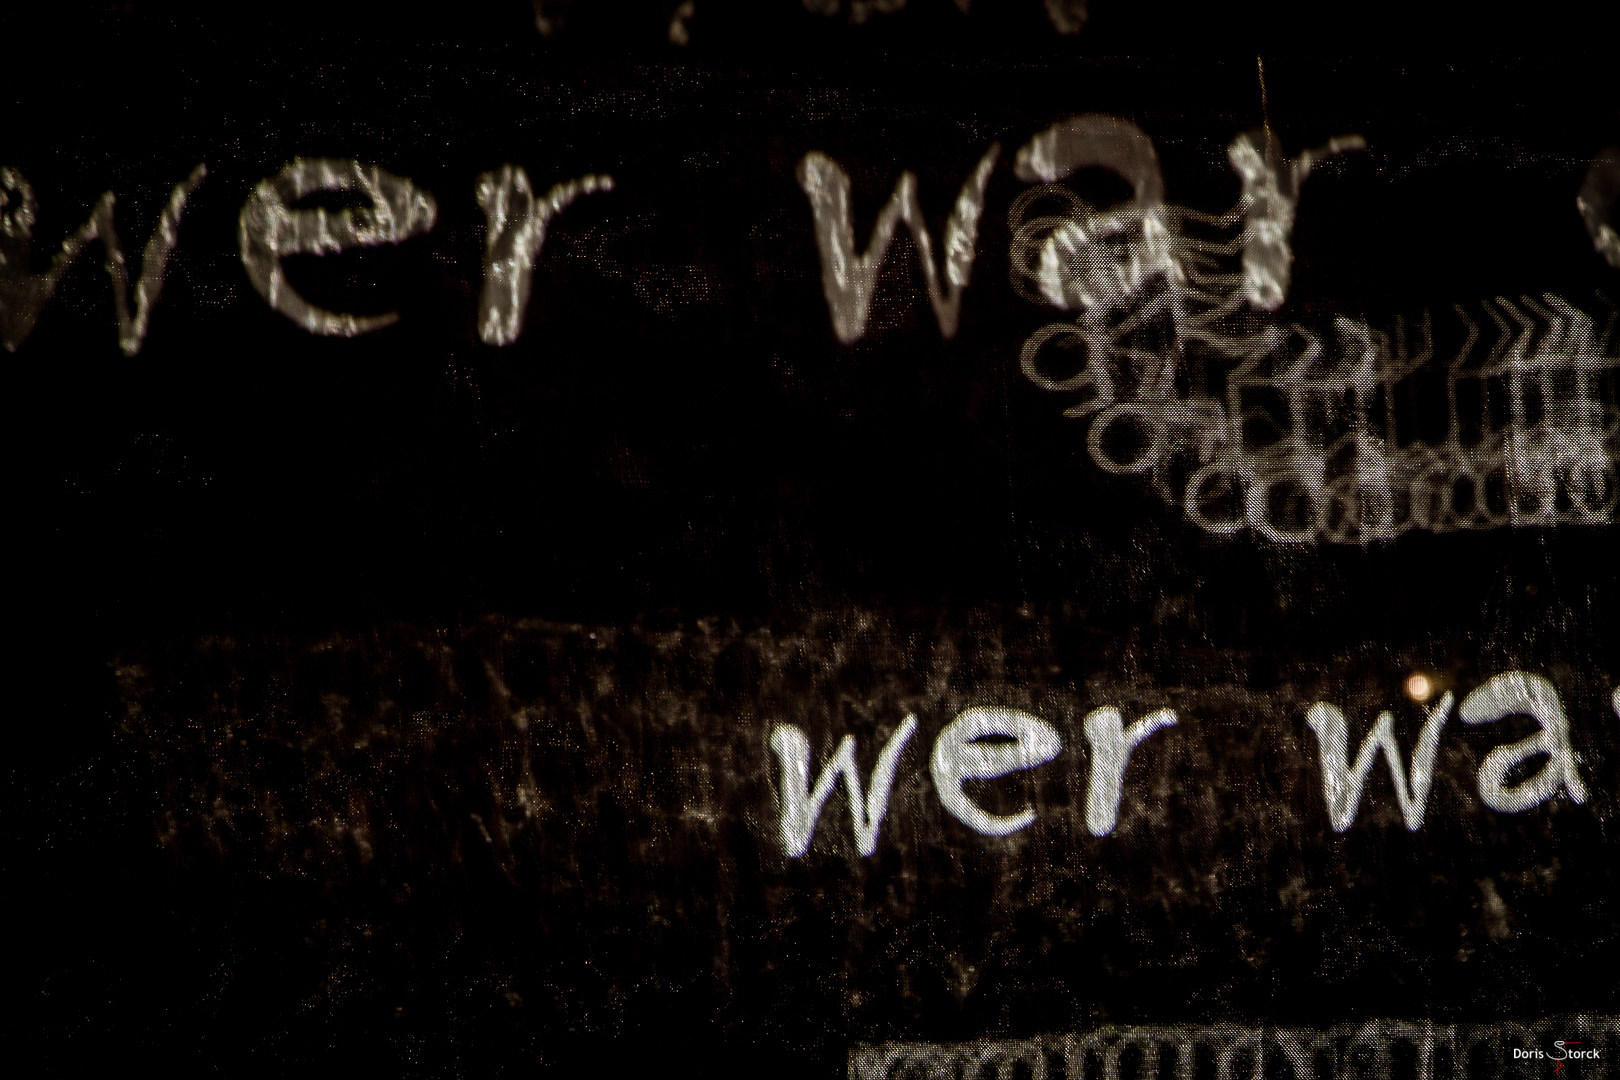 wer war
wer wa
Doris Storck